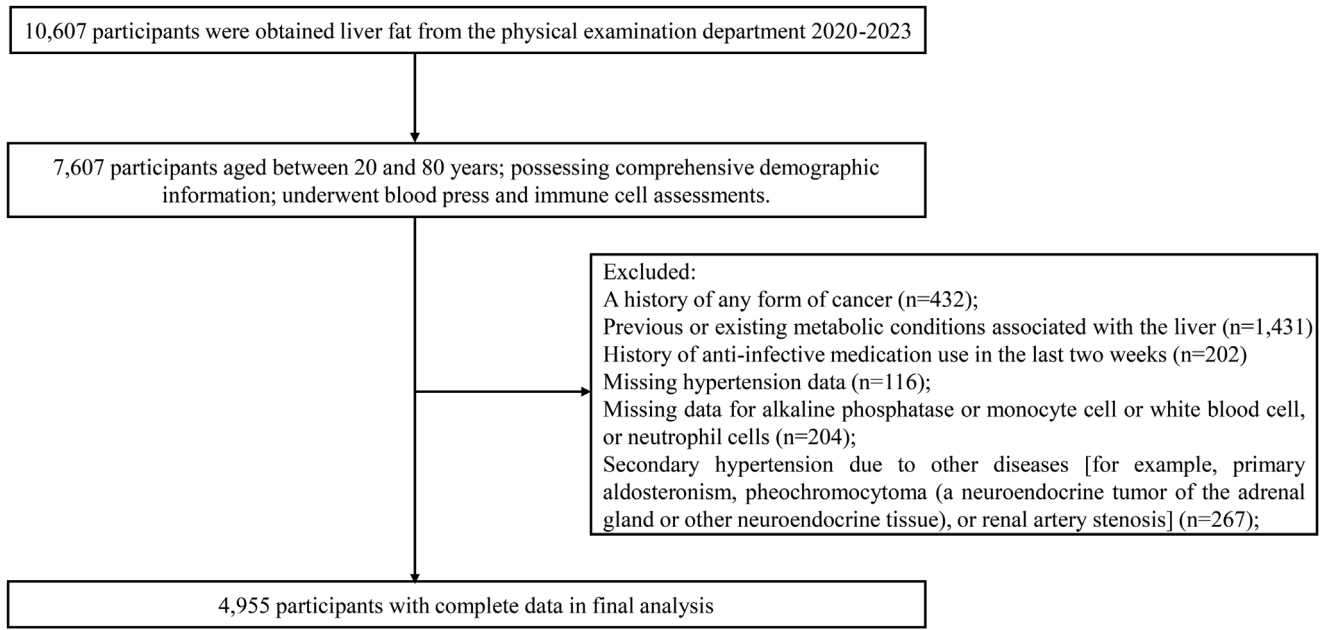 10,607 participants were obtained liver fat from the physical examination department 2020-2023
7,607 participants aged between 20 and 80 years; possessing comprehensive demographic
information; underwent blood press and immune cell assessments.
Excluded:
A history of any form of cancer (n=432);
Previous or existing metabolic conditions associated with the liver (n=1,431)
History of anti-infective medication use in the last two weeks (n=202)
Missing hypertension data (n=116);
Missing data for alkaline phosphatase or monocyte cell or white blood cell,
or neutrophil cells (n=204);
Secondary hypertension due to other diseases [for example, primary
aldosteronism, pheochromocytoma (a neuroendocrine tumor of the adrenal
gland or other neuroendocrine tissue), or renal artery stenosis] (n=267);
4,955 participants with complete data in final analysis